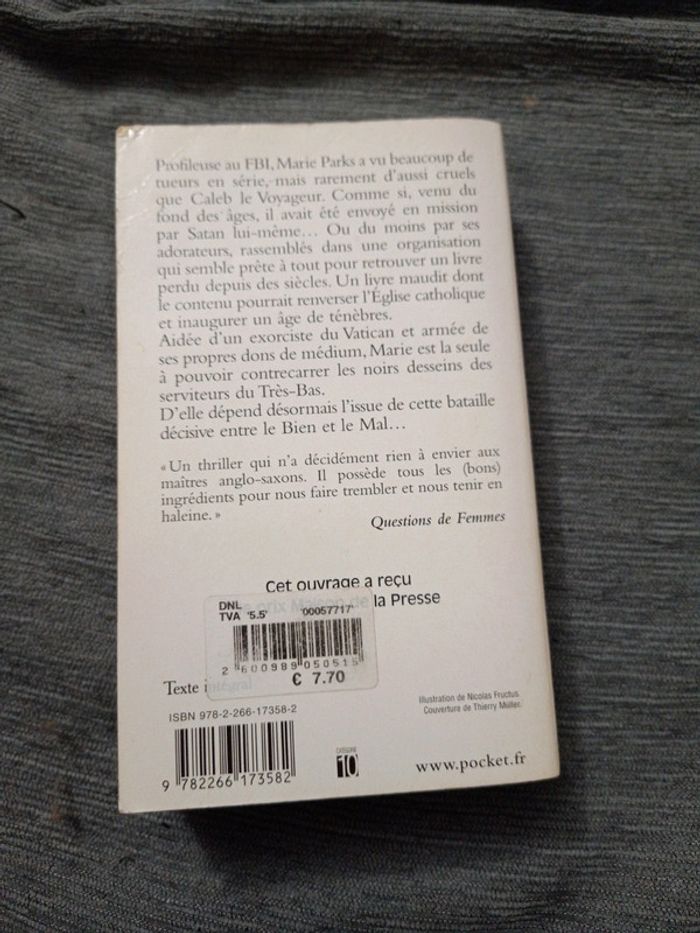 Profileuse au FBI, Marie Parks a vu beaucoup de
tueurs en série, mais rarement d'aussi cruels
que Caleb le Voyageur. Comme si, venu du
fond des âges, il avait été envoyé en mission
par Satan lui-même… Ou du moins par ses
adorateurs, rassemblés dans une organisation
qui semble prête à tout pour retrouver un livre
perdu depuis des siècles. Un livre maudit dont
le contenu pourrait renverser l'Église catholique
et inaugurer un âge de ténèbres.
Aidée d'un exorciste du Vatican et armée de
ses propres dons de médium, Marie est la seule
à pouvoir contrecarrer les noirs desseins des
serviteurs du Très-Bas.
D'elle dépend désormais l'issue de cette bataille
décisive entre le Bien et le Mal…
« Un thriller qui n'a décidément rien à envier aux
maîtres anglo-saxons. Il possède tous les (bons)
ingrédients pour nous faire trembler et nous tenir en
haleine. »
Questions de Femmes
Cet ouvrage a reçu
le prix Maison de la Presse
DNL
TVA '5.5' '00057717'
2 600989 050515
€ 7.70
Texte intégral
Illustration de Nicolas Fructus.
Couverture de Thierry Müller.
ISBN 978-2-266-17358-2
9 782266 173582
CATÉGORIE
10
www.pocket.fr